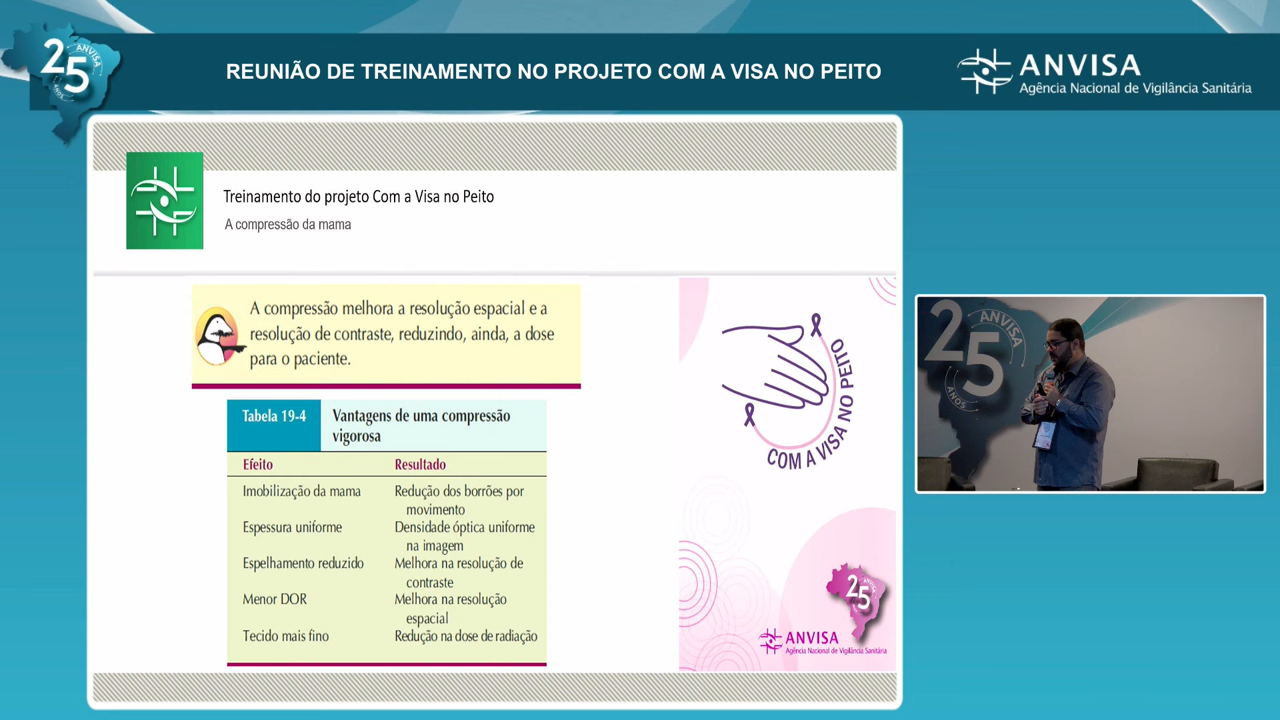 25
ANVISA
ANOS
REUNIÃO DE TREINAMENTO NO PROJETO COM A VISA NO PEITO
ANVISA
Agência Nacional de Vigilância Sanitária
Treinamento do projeto Com a Visa no Peito
A compressão da mama
A compressão melhora a resolução espacial e a
resolução de contraste, reduzindo, ainda, a dose
para o paciente.
Tabela 19-4 Vantagens de uma compressão
vigorosa
Efeito Resultado
Imobilização da mama Redução dos borrões por
movimento
Espessura uniforme Densidade óptica uniforme
na imagem
Espelhamento reduzido Melhora na resolução de
contraste
Menor DOR Melhora na resolução
espacial
Tecido mais fino Redução na dose de radiação
COM A VISA NO PEITO
25
ANVISA
Agência Nacional de Vigilância Sanitária
25
ANVISA
ANOS